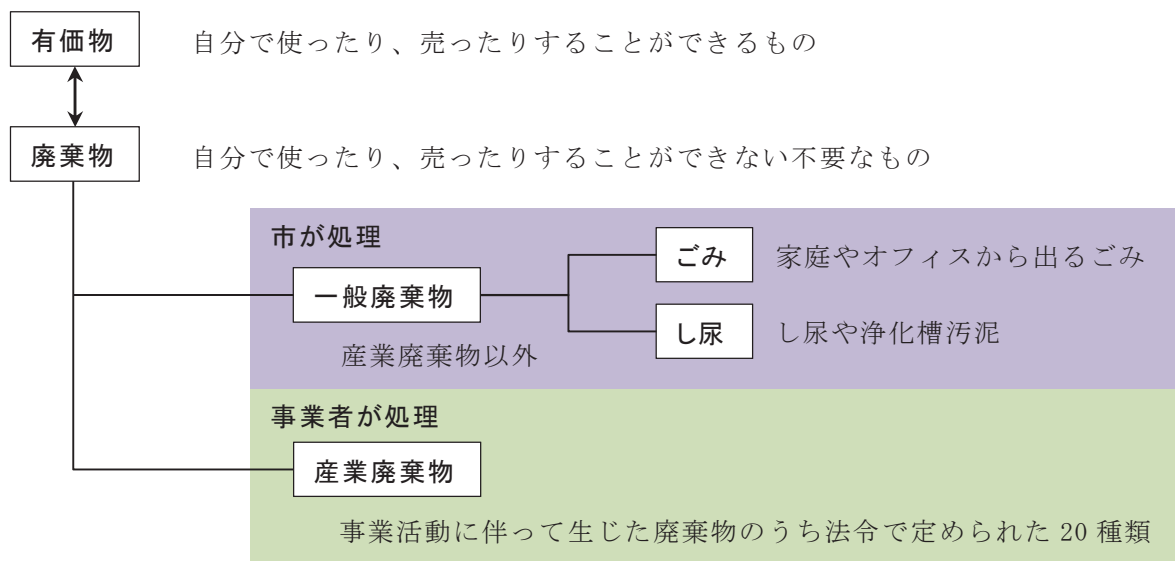 有価物 自分で使ったり、売ったりすることができるもの
廃棄物 自分で使ったり、売ったりすることができない不要なもの
市が処理
ごみ 家庭やオフィスから出るごみ
一般廃棄物
し尿 し尿や浄化槽汚泥
産業廃棄物以外
事業者が処理
産業廃棄物
事業活動に伴って生じた廃棄物のうち法令で定められた 20 種類